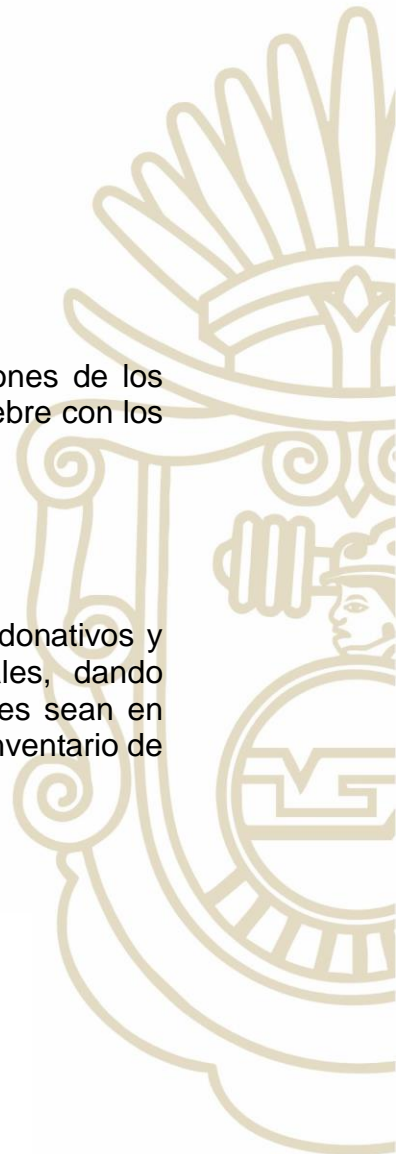 ones de los
ebre con los
donativos y
les, dando
es sean en
nventario de